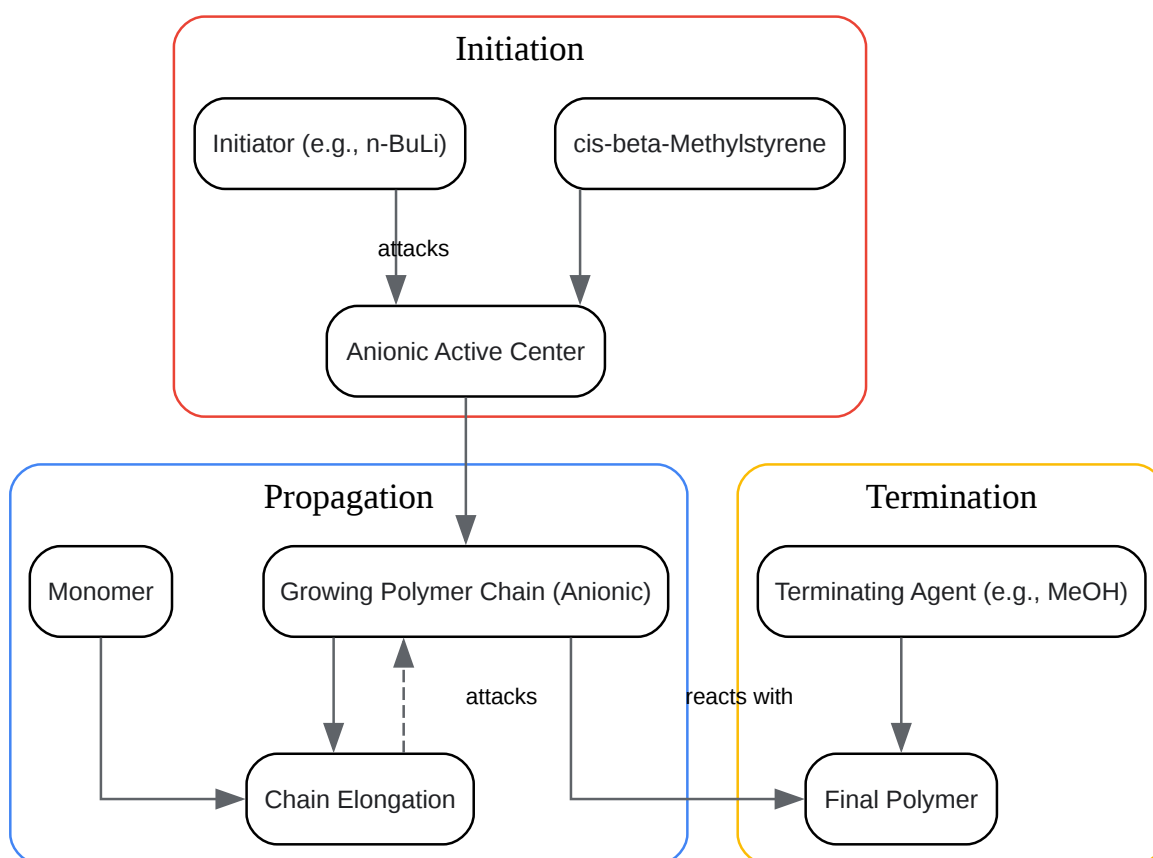 Initiation
Initiator (e.g., n-BuLi)
cis-beta-Methylstyrene
attacks
Anionic Active Center
Propagation
Termination
Monomer
Growing Polymer Chain (Anionic)
Terminating Agent (e.g., MeOH)
attacks
reacts with
Chain Elongation
Final Polymer